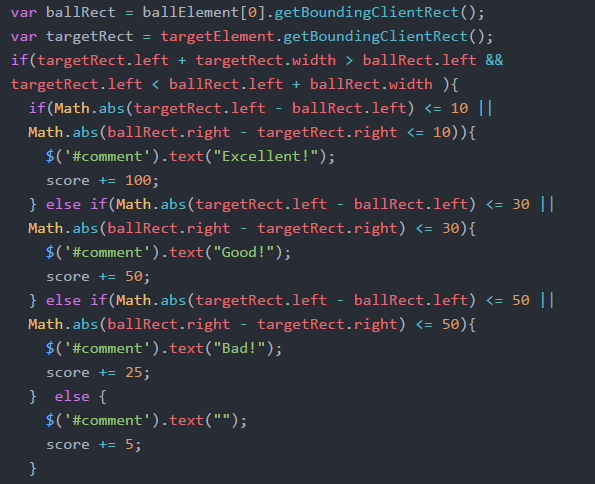 var ballRect = ballElement[0].getBoundingClientRect();
var targetRect = targetElement.getBoundingClientRect();
if(targetRect.left + targetRect.width > ballRect.left &&
targetRect.left < ballRect.left + ballRect.width ){
if(Math.abs(targetRect.left - ballRect.left) <= 10 ||
Math.abs(ballRect.right - targetRect.right <= 10)){
$('#comment').text("Excellent!");
score += 100;
} else if(Math.abs(targetRect.left - ballRect.left) <= 30 ||
Math.abs(ballRect.right - targetRect.right) <= 30){
$('#comment').text("Good!");
score += 50;
} else if(Math.abs(targetRect.left - ballRect.left) <= 50 ||
Math.abs(ballRect.right - targetRect.right) <= 50){
$('#comment').text("Bad!");
score += 25;
}  else {
$('#comment').text("");
score += 5;
}